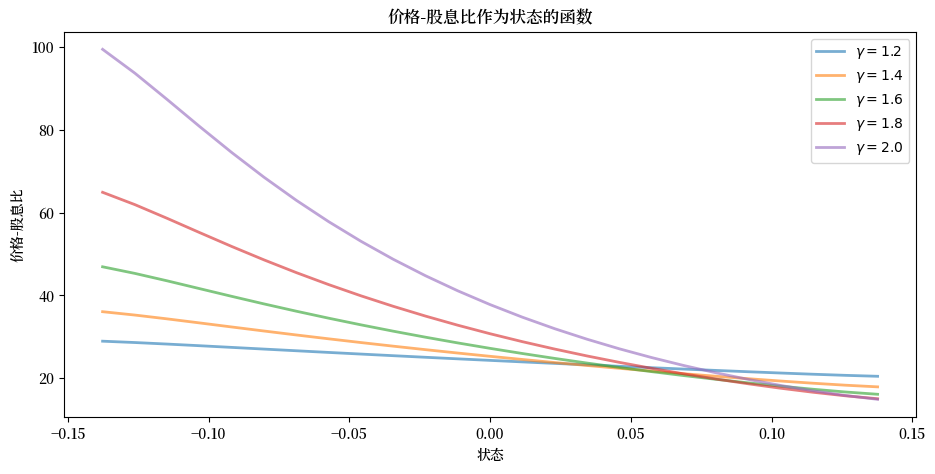 价格-股息比作为状态的函数
γ = 1.2
γ = 1.4
γ = 1.6
γ = 1.8
γ = 2.0
价格-股息比
100
80
60
40
20
−0.15
−0.10
−0.05
0.00
0.05
0.10
0.15
状态